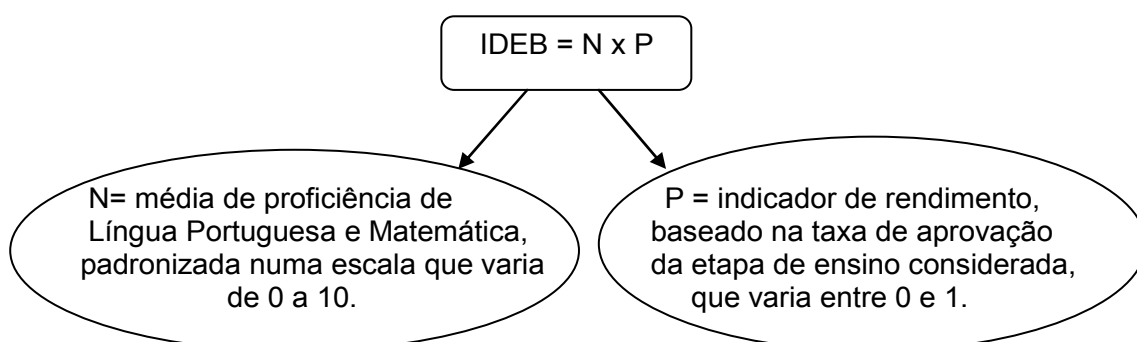 IDEB = N x P
N= média de proficiência de
Língua Portuguesa e Matemática,
padronizada numa escala que varia
de 0 a 10.
P = indicador de rendimento,
baseado na taxa de aprovação
da etapa de ensino considerada,
que varia entre 0 e 1.